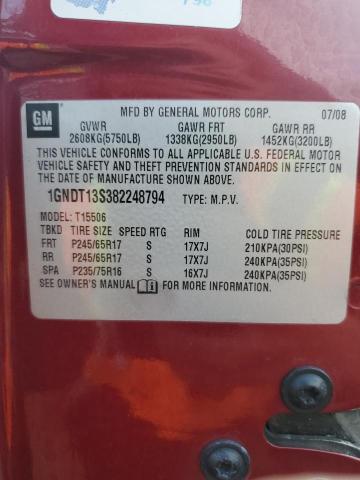 GM
MFD BY GENERAL MOTORS CORP. 07/08
GVWR GAWR FRT GAWR RR
2608KG(5750LB) 1338KG(2950LB) 1452KG(3200LB)
THIS VEHICLE CONFORMS TO ALL APPLICABLE U.S. FEDERAL MOTOR
VEHICLE SAFETY AND THEFT PREVENTION STANDARDS IN EFFECT ON
THE DATE OF MANUFACTURE SHOWN ABOVE.
1GNDT13S382248794 TYPE: M.P.V.
MODEL: T15506
TBKD TIRE SIZE SPEED RTG RIM COLD TIRE PRESSURE
FRT P245/65R17 S 17X7J 210KPA(30PSI)
RR P245/65R17 S 17X7J 240KPA(35PSI)
SPA P235/75R16 S 16X7J 240KPA(35PSI)
SEE OWNER'S MANUAL FOR MORE INFORMATION.